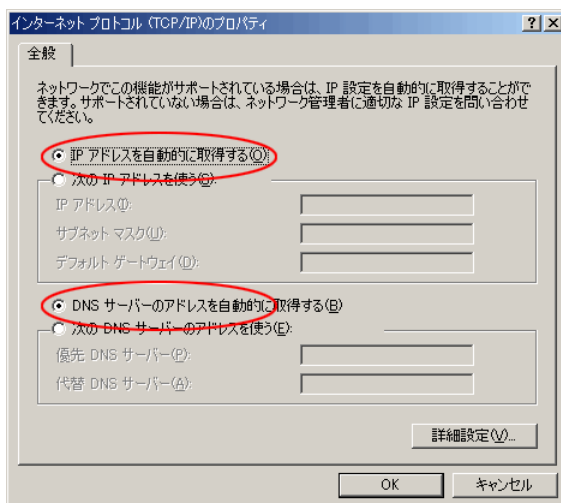 インターネット プロトコル (TCP/IP)のプロパティ
全般
ネットワークでこの機能がサポートされている場合は、IP 設定を自動的に取得することがで
きます。サポートされていない場合は、ネットワーク管理者に適切な IP 設定を問い合わせ
てください。
IP アドレスを自動的に取得する(O)
次の IP アドレスを使う(S):
IP アドレス(I):
サブネット マスク(U):
デフォルト ゲートウェイ(D):
DNS サーバーのアドレスを自動的に取得する(B)
次の DNS サーバーのアドレスを使う(E):
優先 DNS サーバー(P):
代替 DNS サーバー(A):
詳細設定(V)...
OK
キャンセル